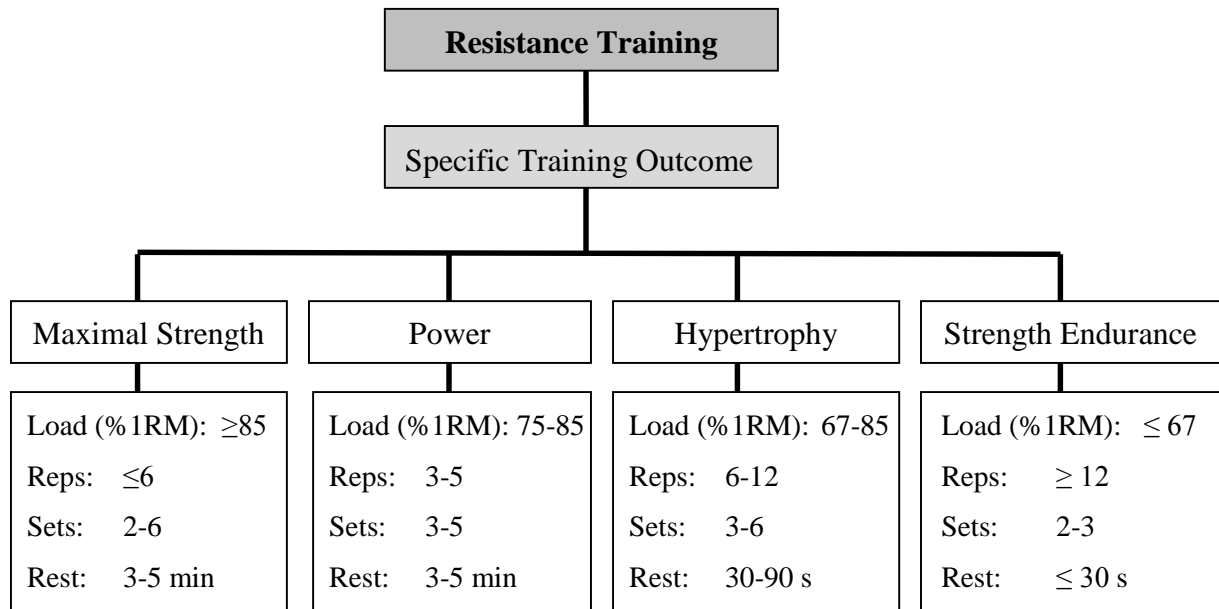 Resistance Training
Specific Training Outcome
Maximal Strength
Load (%1RM): ≥85
Reps: ≤6
Sets: 2-6
Rest: 3-5 min
Power
Load (%1RM): 75-85
Reps: 3-5
Sets: 3-5
Rest: 3-5 min
Hypertrophy
Load (%1RM): 67-85
Reps: 6-12
Sets: 3-6
Rest: 30-90 s
Strength Endurance
Load (%1RM): ≤ 67
Reps: ≥ 12
Sets: 2-3
Rest: ≤ 30 s